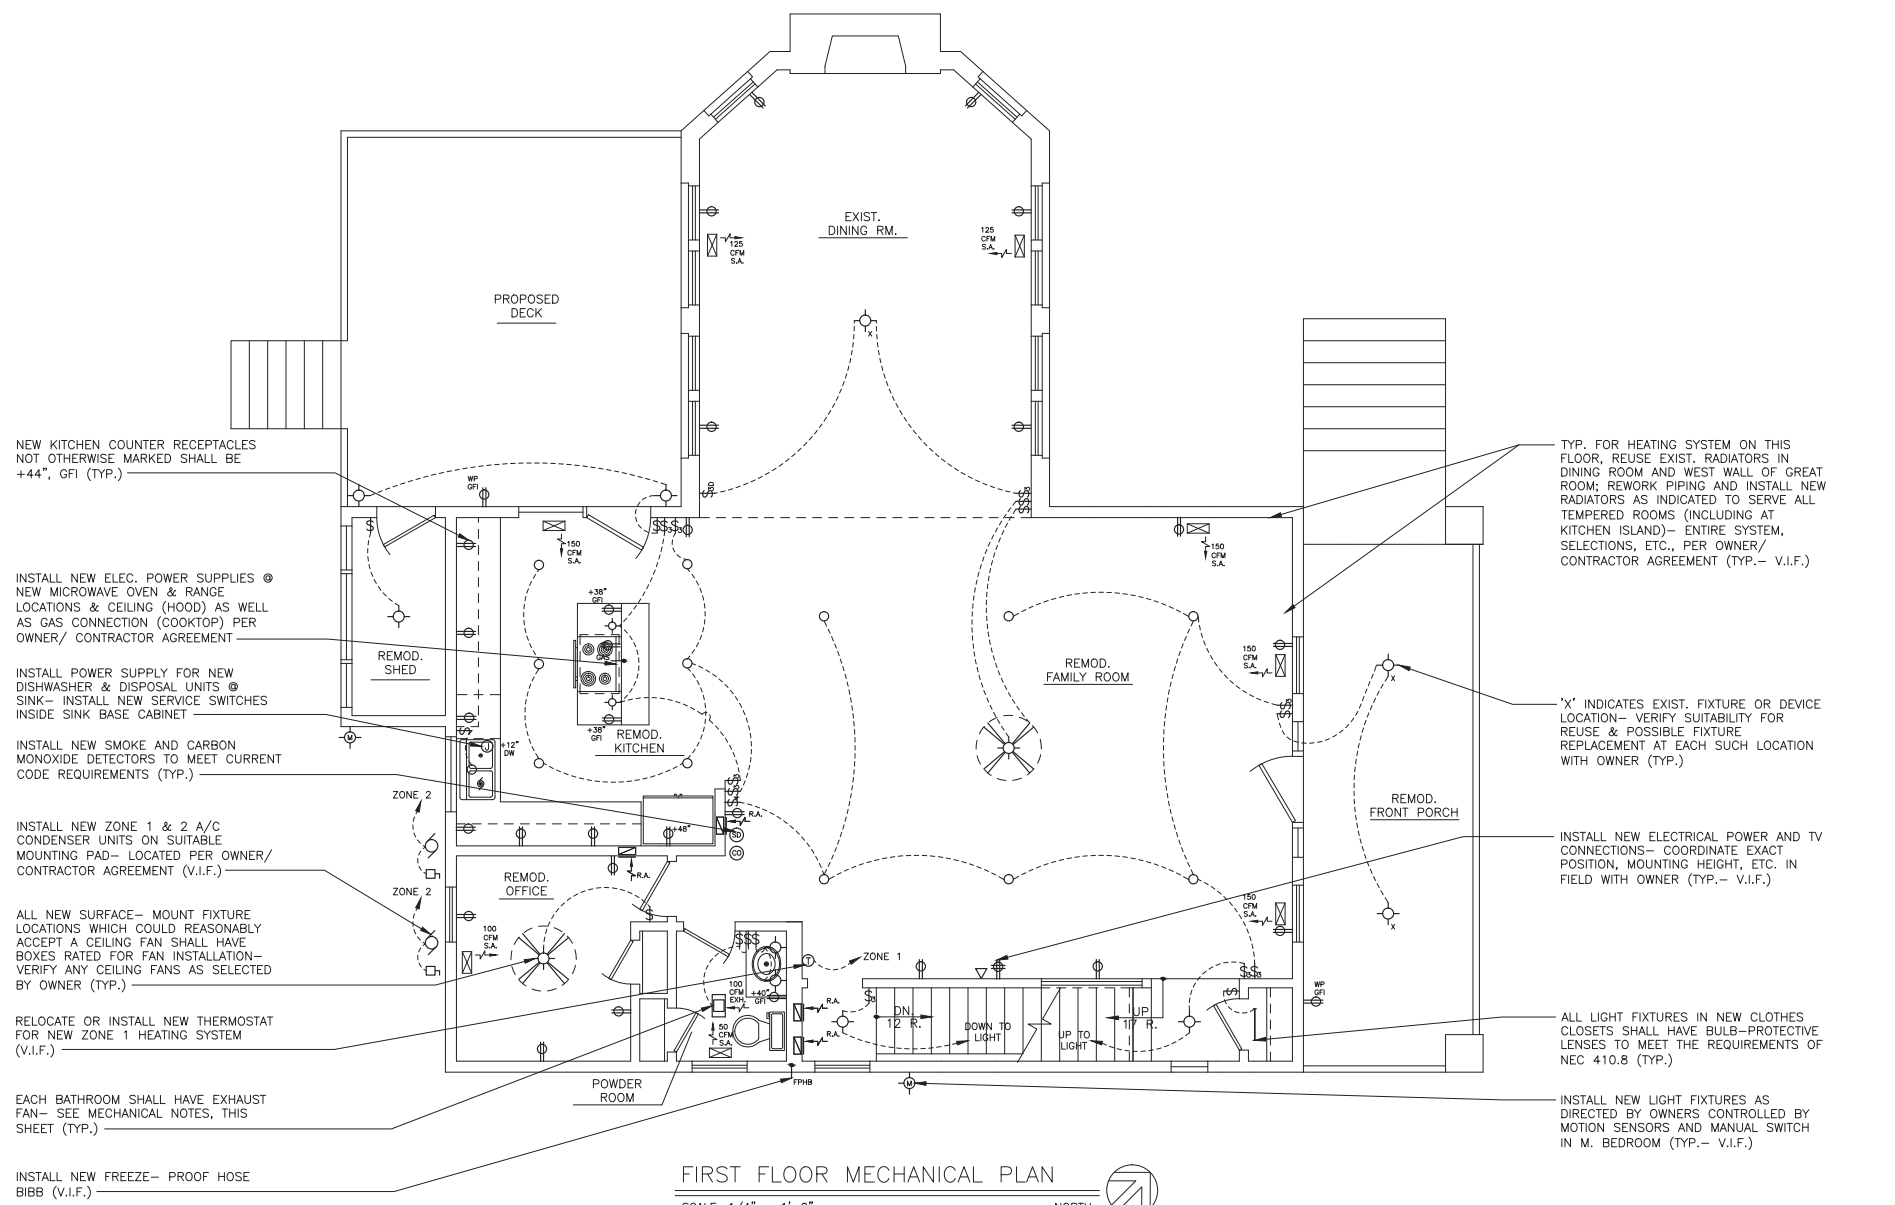 EXIST.
DINING RM.
125
CFM
S.A.
125
CFM
S.A.
X
PROPOSED
DECK
NEW KITCHEN COUNTER RECEPTACLES
NOT OTHERWISE MARKED SHALL BE
+44", GFI (TYP.)
WP
GFI
150
CFM
S.A.
150
CFM
S.A.
TYP. FOR HEATING SYSTEM ON THIS
FLOOR, REUSE EXIST. RADIATORS IN
DINING ROOM AND WEST WALL OF GREAT
ROOM; REWORK PIPING AND INSTALL NEW
RADIATORS AS INDICATED TO SERVE ALL
TEMPERED ROOMS (INCLUDING AT
KITCHEN ISLAND)– ENTIRE SYSTEM,
SELECTIONS, ETC., PER OWNER/
CONTRACTOR AGREEMENT (TYP.– V.I.F.)
INSTALL NEW ELEC. POWER SUPPLIES @
NEW MICROWAVE OVEN & RANGE
LOCATIONS & CEILING (HOOD) AS WELL
AS GAS CONNECTION (COOKTOP) PER
OWNER/ CONTRACTOR AGREEMENT
+38"
GFI
GAS
+38"
GFI
REMOD.
SHED
REMOD.
KITCHEN
REMOD.
FAMILY ROOM
150
CFM
S.A.
X
INSTALL POWER SUPPLY FOR NEW
DISHWASHER & DISPOSAL UNITS @
SINK– INSTALL NEW SERVICE SWITCHES
INSIDE SINK BASE CABINET
M
J
+12"
DW
'X' INDICATES EXIST. FIXTURE OR DEVICE
LOCATION– VERIFY SUITABILITY FOR
REUSE & POSSIBLE FIXTURE
REPLACEMENT AT EACH SUCH LOCATION
WITH OWNER (TYP.)
INSTALL NEW SMOKE AND CARBON
MONOXIDE DETECTORS TO MEET CURRENT
CODE REQUIREMENTS (TYP.)
ZONE 2
REMOD.
FRONT PORCH
R.A.
+48"
SD
CO
INSTALL NEW ZONE 1 & 2 A/C
CONDENSER UNITS ON SUITABLE
MOUNTING PAD– LOCATED PER OWNER/
CONTRACTOR AGREEMENT (V.I.F.)
ZONE 2
REMOD.
OFFICE
R.A.
INSTALL NEW ELECTRICAL POWER AND TV
CONNECTIONS– COORDINATE EXACT
POSITION, MOUNTING HEIGHT, ETC. IN
FIELD WITH OWNER (TYP.– V.I.F.)
150
CFM
S.A.
X
ALL NEW SURFACE– MOUNT FIXTURE
LOCATIONS WHICH COULD REASONABLY
ACCEPT A CEILING FAN SHALL HAVE
BOXES RATED FOR FAN INSTALLATION–
VERIFY ANY CEILING FANS AS SELECTED
BY OWNER (TYP.)
100
CFM
S.A.
T
ZONE 1
WP
GFI
100
CFM
EXH.
+40"
GFI
R.A.
R.A.
50
CFM
S.A.
DN.
12 R.
DOWN TO
LIGHT
UP TO
LIGHT
UP
17 R.
RELOCATE OR INSTALL NEW THERMOSTAT
FOR NEW ZONE 1 HEATING SYSTEM
(V.I.F.)
ALL LIGHT FIXTURES IN NEW CLOTHES
CLOSETS SHALL HAVE BULB–PROTECTIVE
LENSES TO MEET THE REQUIREMENTS OF
NEC 410.8 (TYP.)
POWDER
ROOM
FPHB
M
EACH BATHROOM SHALL HAVE EXHAUST
FAN– SEE MECHANICAL NOTES, THIS
SHEET (TYP.)
INSTALL NEW LIGHT FIXTURES AS
DIRECTED BY OWNERS CONTROLLED BY
MOTION SENSORS AND MANUAL SWITCH
IN M. BEDROOM (TYP.– V.I.F.)
INSTALL NEW FREEZE– PROOF HOSE
BIBB (V.I.F.)
FIRST FLOOR MECHANICAL PLAN
NORTH